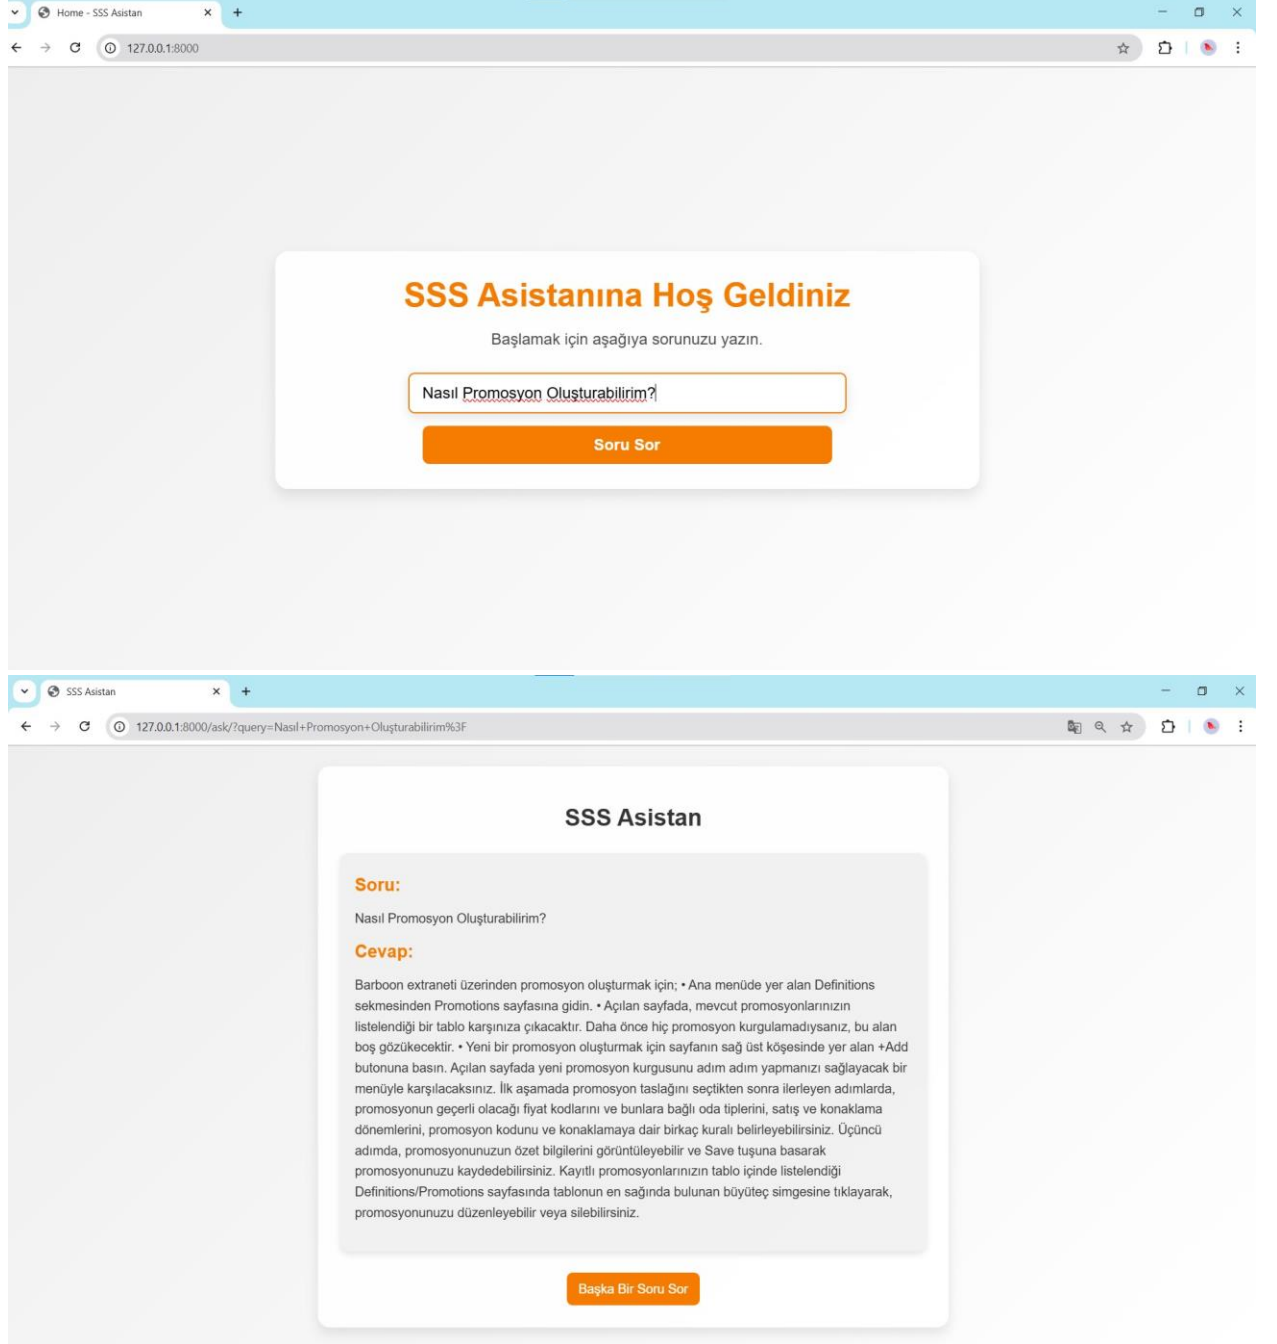 Home - SSS Asistan
127.0.0.1:8000
SSS Asistanına Hoş Geldiniz
Başlamak için aşağıya sorunuzu yazın.
Nasıl Promosyon Oluşturabilirim?
Soru Sor
SSS Asistan
127.0.0.1:8000/ask/?query=Nasıl+Promosyon+Oluşturabilirim%3F
SSS Asistan
Soru:
Nasıl Promosyon Oluşturabilirim?
Cevap:
Barboon extraneti üzerinden promosyon oluşturmak için; • Ana menüde yer alan Definitions
sekmesinden Promotions sayfasına gidin. • Açılan sayfada, mevcut promosyonlarınızın
listelendiği bir tablo karşınıza çıkacaktır. Daha önce hiç promosyon kurgulamadıysanız, bu alan
boş gözükecektir. • Yeni bir promosyon oluşturmak için sayfanın sağ üst köşesinde yer alan +Add
butonuna basın. Açılan sayfada yeni promosyon kurgusunu adım adım yapmanızı sağlayacak bir
menüyle karşılacaksınız. İlk aşamada promosyon taslağını seçtikten sonra ilerleyen adımlarda,
promosyonun geçerli olacağı fiyat kodlarını ve bunlara bağlı oda tiplerini, satış ve konaklama
dönemlerini, promosyon kodunu ve konaklamaya dair birkaç kuralı belirleyebilirsiniz. Üçüncü
adımda, promosyonunuzun özet bilgilerini görüntüleyebilir ve Save tuşuna basarak
promosyonunuzu kaydedebilirsiniz. Kayıtlı promosyonlarınızın tablo içinde listelendiği
Definitions/Promotions sayfasında tablonun en sağında bulunan büyüteç simgesine tıklayarak,
promosyonunuzu düzenleyebilir veya silebilirsiniz.
Başka Bir Soru Sor